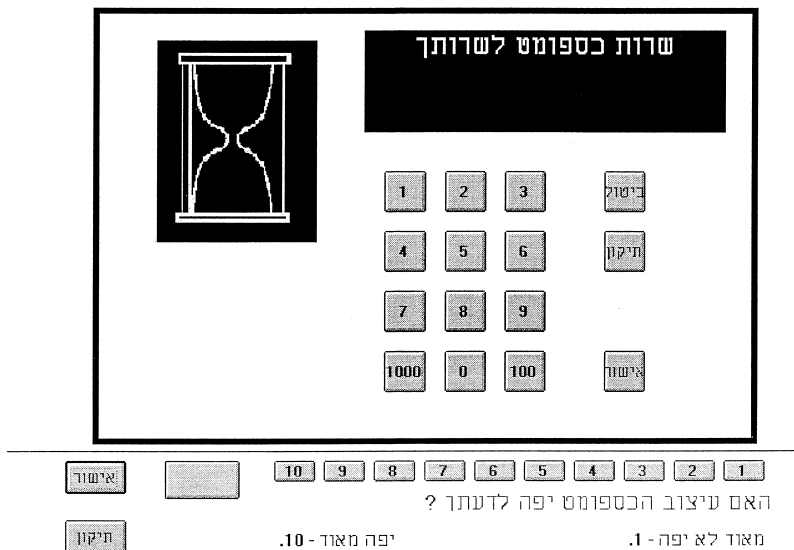 שרות כספומט לשרותך
1 2 3 ביטול
4 5 6 תיקון
7 8 9
1000 0 100 אישור
1 2 3 4 5 6 7 8 9 10 אישור
האם עיצוב הכספומט יפה לדעתך ?
מאוד לא יפה - 1. יפה מאוד - 10. תיקון